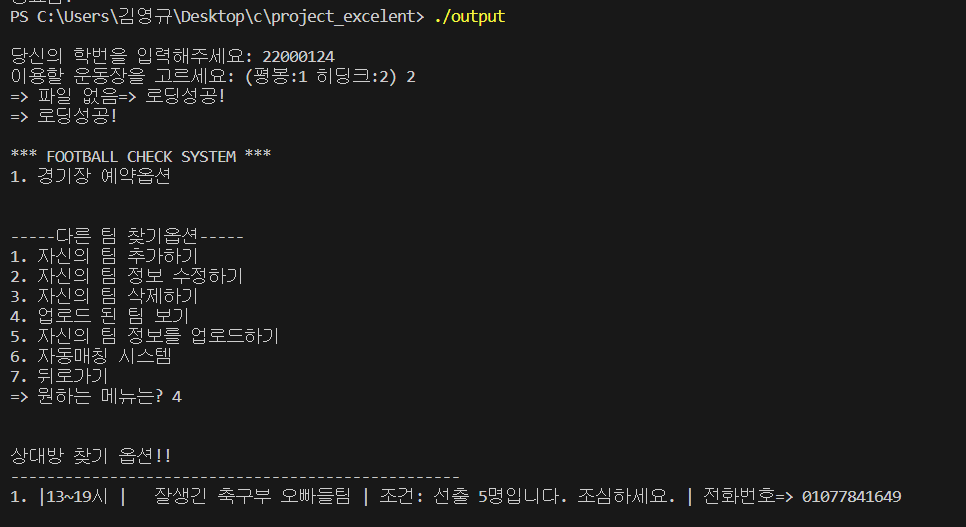 PS C:\Users\김영규\Desktop\c\project_excelent> ./output
당신의 학번을 입력해주세요: 22000124
이용할 운동장을 고르세요: (평봉:1 히딩크:2) 2
=> 파일 없음=> 로딩성공!
=> 로딩성공!
*** FOOTBALL CHECK SYSTEM ***
1. 경기장 예약옵션
-----다른 팀 찾기옵션-----
1. 자신의 팀 추가하기
2. 자신의 팀 정보 수정하기
3. 자신의 팀 삭제하기
4. 업로드 된 팀 보기
5. 자신의 팀 정보를 업로드하기
6. 자동매칭 시스템
7. 뒤로가기
=> 원하는 메뉴는? 4
상대방 찾기 옵션!!
--------------------------------------------------
1. |13~19시 |   잘생긴 축구부 오빠들팀 | 조건: 선출 5명입니다. 조심하세요. | 전화번호=> 01077841649